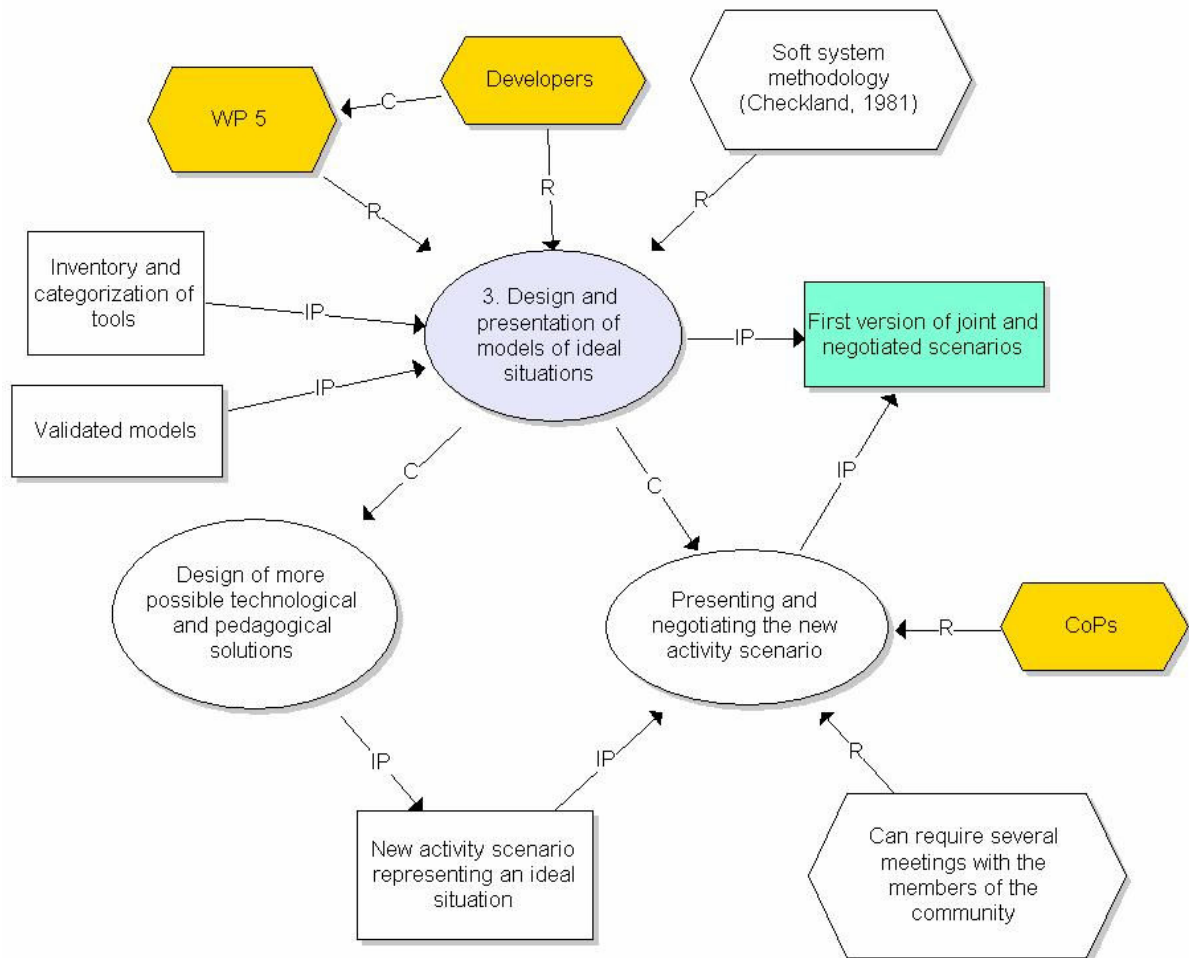 Soft system
methodology
(Checkland, 1981)
Developers
WP 5
C
R
R
R
Inventory and
categorization of
tools
IP
3. Design and
presentation of
models of ideal
situations
IP
First version of joint and
negotiated scenarios
Validated models
IP
C
C
IP
Design of more
possible technological
and pedagogical
solutions
Presenting and
negotiating the new
activity scenario
R
CoPs
IP
IP
R
New activity scenario
representing an ideal
situation
Can require several
meetings with the
members of the
community